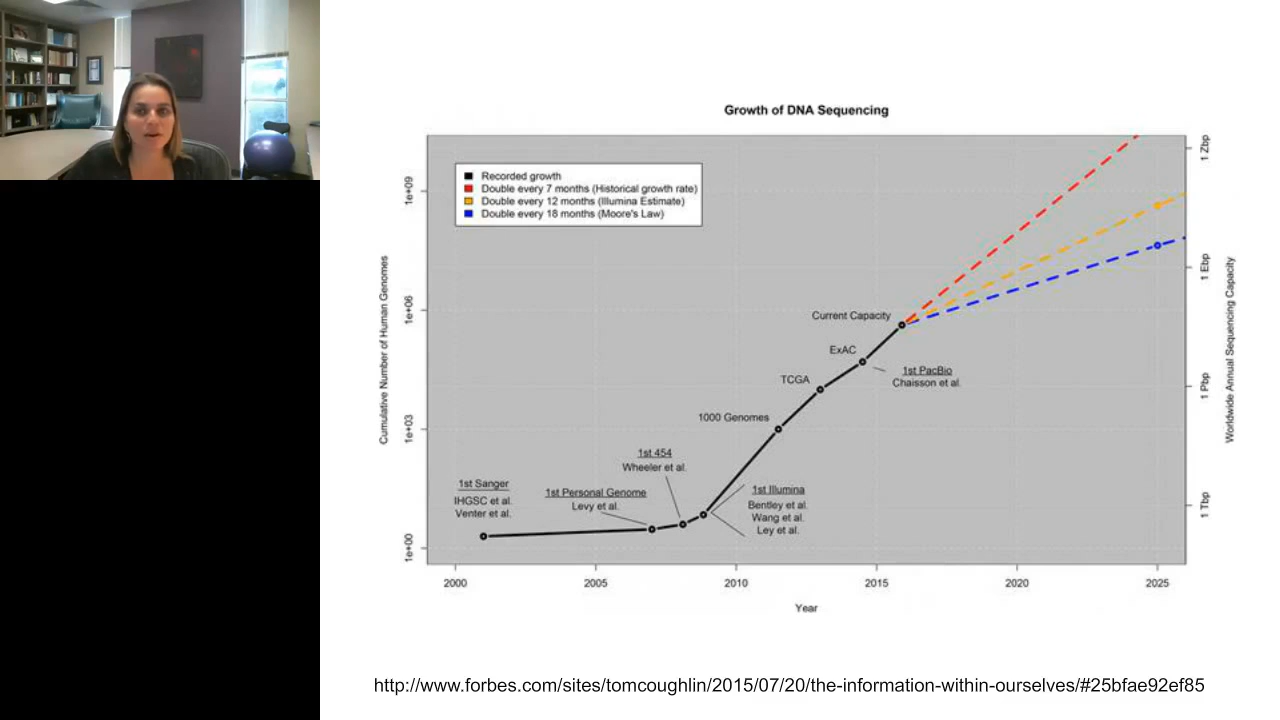 Growth of DNA Sequencing
Recorded growth
Double every 7 months (Historical growth rate)
Double every 12 months (Illumina Estimate)
Double every 18 months (Moore's Law)
Cumulative Number of Human Genomes
1e+09
1e+06
1e+03
1e+00
1 Zbp
1 Ebp
1 Pbp
1 Tbp
Worldwide Annual Sequencing Capacity
Current Capacity
ExAC
1st PacBio
Chaisson et al.
TCGA
1000 Genomes
1st 454
Wheeler et al.
1st Sanger
IHGSC et al.
Venter et al.
1st Personal Genome
Levy et al.
1st Illumina
Bentley et al.
Wang et al.
Ley et al.
2000 2005 2010 2015 2020 2025
Year
http://www.forbes.com/sites/tomcoughlin/2015/07/20/the-information-within-ourselves/#25bfae92ef85